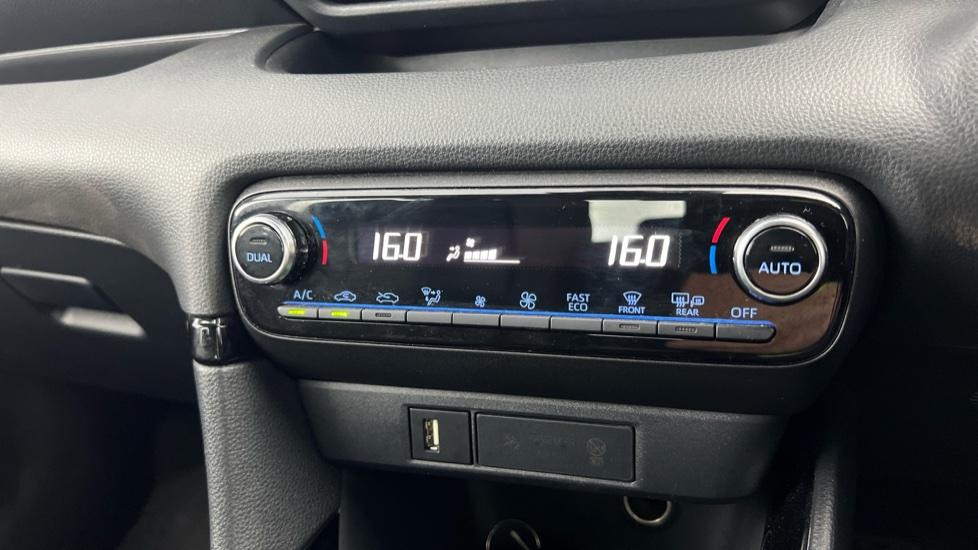 DUAL
16.0
16.0
AUTO
A/C
FAST
ECO
FRONT
REAR
OFF